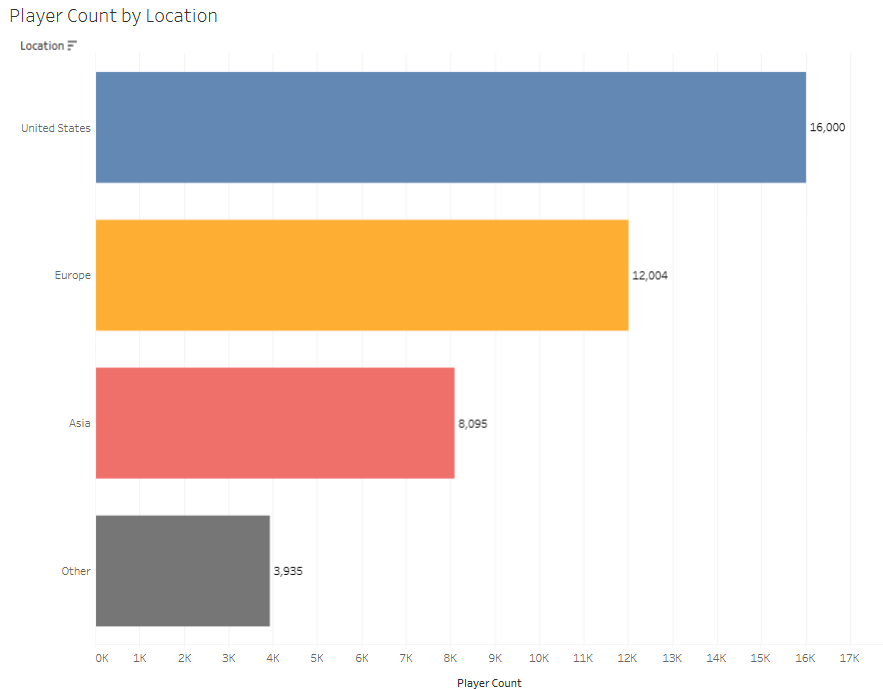 Player Count by Location
Location
United States
16,000
Europe
12,004
Asia
8,095
Other
3,935
0K 1K 2K 3K 4K 5K 6K 7K 8K 9K 10K 11K 12K 13K 14K 15K 16K 17K
Player Count